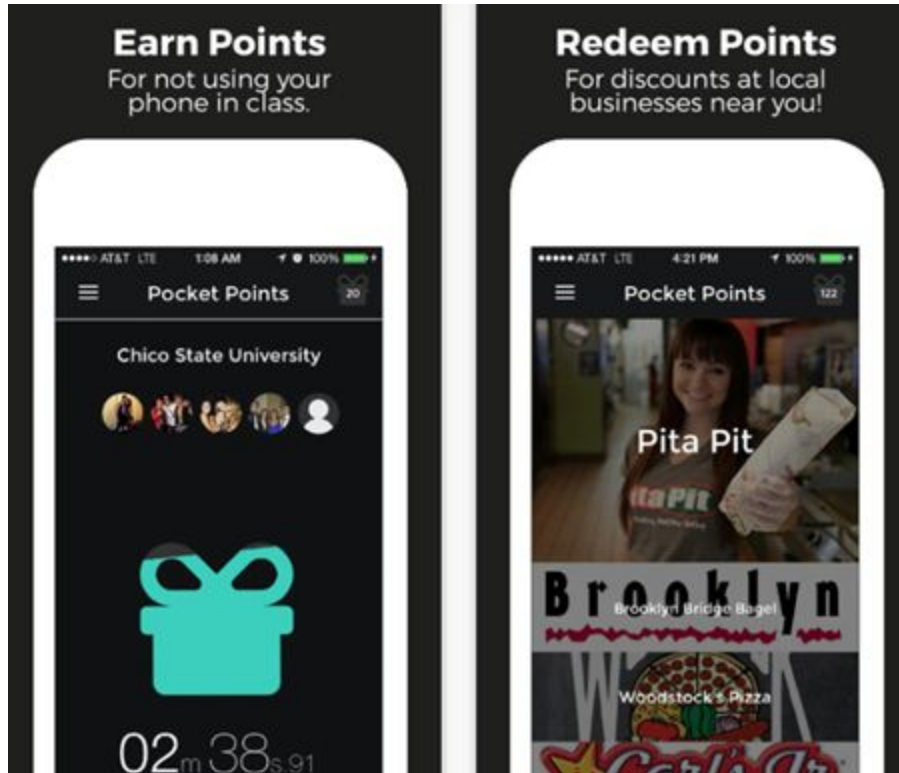 Earn Points
For not using your
phone in class.
AT&T LTE 1:08 AM 100%
Pocket Points 20
Chico State University
02m 38s.91
Redeem Points
For discounts at local
businesses near you!
AT&T LTE 4:21 PM 100%
Pocket Points 122
Pita Pit
itaPit
Brooklyn
Brooklyn Bridge Bagel
Woodstock's Pizza
Carl's Jr